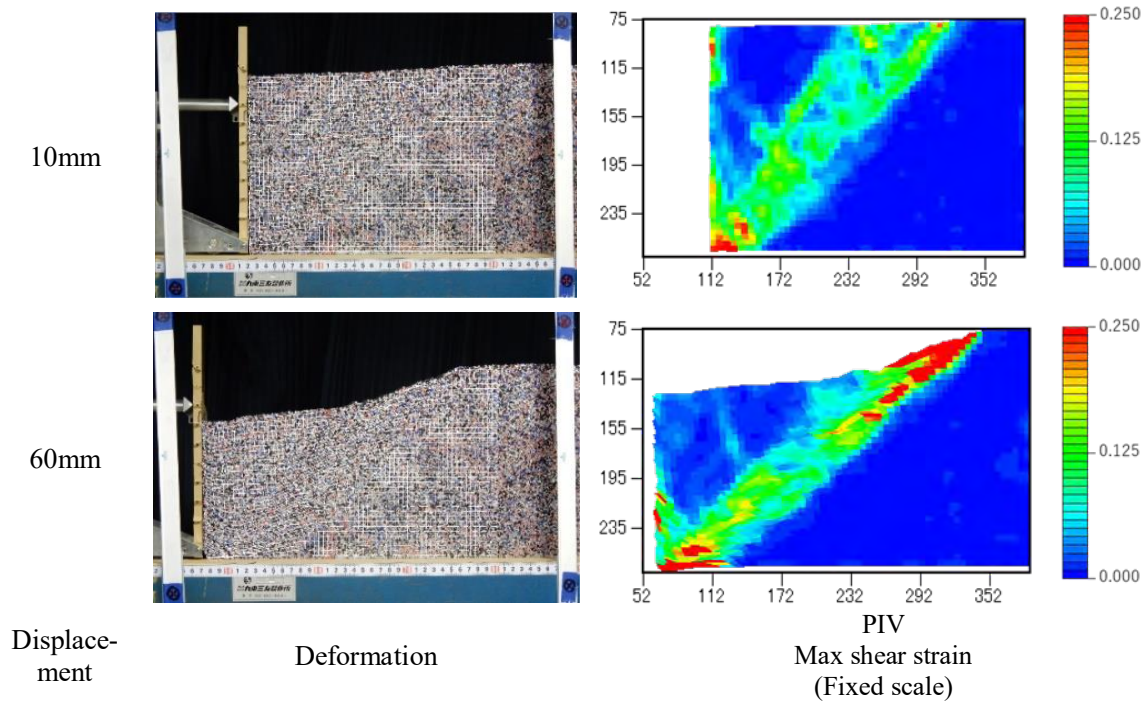 10mm
75
115
155
195
235
52 112 172 232 292 352
0.250
0.125
0.000
60mm
75
115
155
195
235
52 112 172 232 292 352
0.250
0.125
0.000
Displace-
ment
Deformation
PIV
Max shear strain
(Fixed scale)